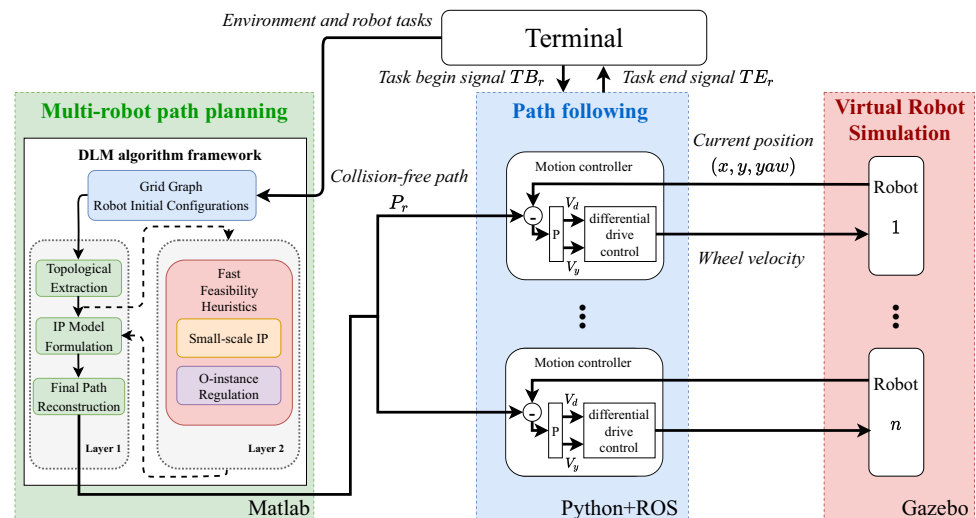 Environment and robot tasks
Terminal
Task begin signal TB_r
Task end signal TE_r
Multi-robot path planning
DLM algorithm framework
Grid Graph
Robot Initial Configurations
Topological
Extraction
IP Model
Formulation
Final Path
Reconstruction
Layer 1
Fast
Feasibility
Heuristics
Small-scale IP
O-instance
Regulation
Layer 2
Matlab
Collision-free path
P_r
Path following
Motion controller
-
P
V_d
V_y
differential
drive
control
Motion controller
-
P
V_d
V_y
differential
drive
control
Python+ROS
Current position
(x, y, yaw)
Wheel velocity
Virtual Robot
Simulation
Robot
1
Robot
n
Gazebo